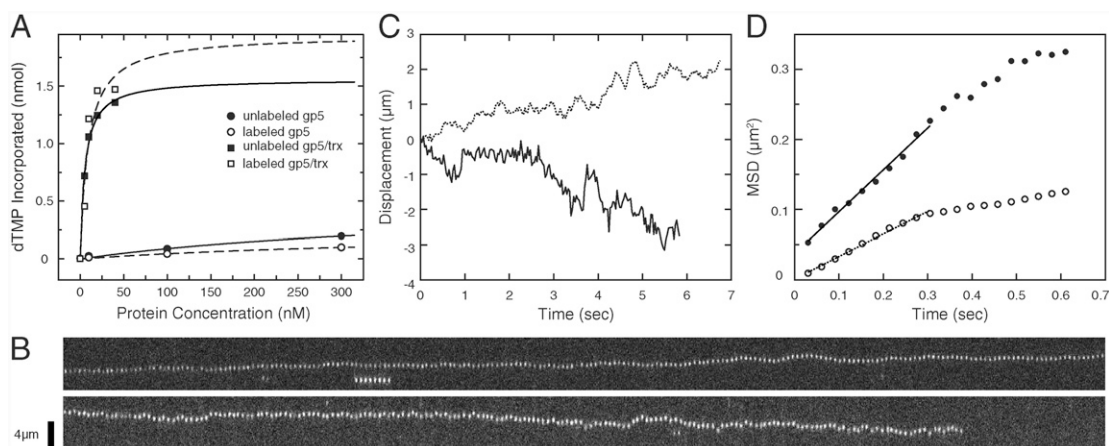 A
dTMP Incorporated (nmol)
1.5
1.0
0.5
0
0 50 100 150 200 250 300
Protein Concentration (nM)
unlabeled gp5
labeled gp5
unlabeled gp5/trx
labeled gp5/trx
C
Displacement (μm)
3
2
1
0
-1
-2
-3
-4
0 1 2 3 4 5 6 7
Time (sec)
D
MSD (μm²)
0.3
0.2
0.1
0
0 0.1 0.2 0.3 0.4 0.5 0.6 0.7
Time (sec)
B
4μm